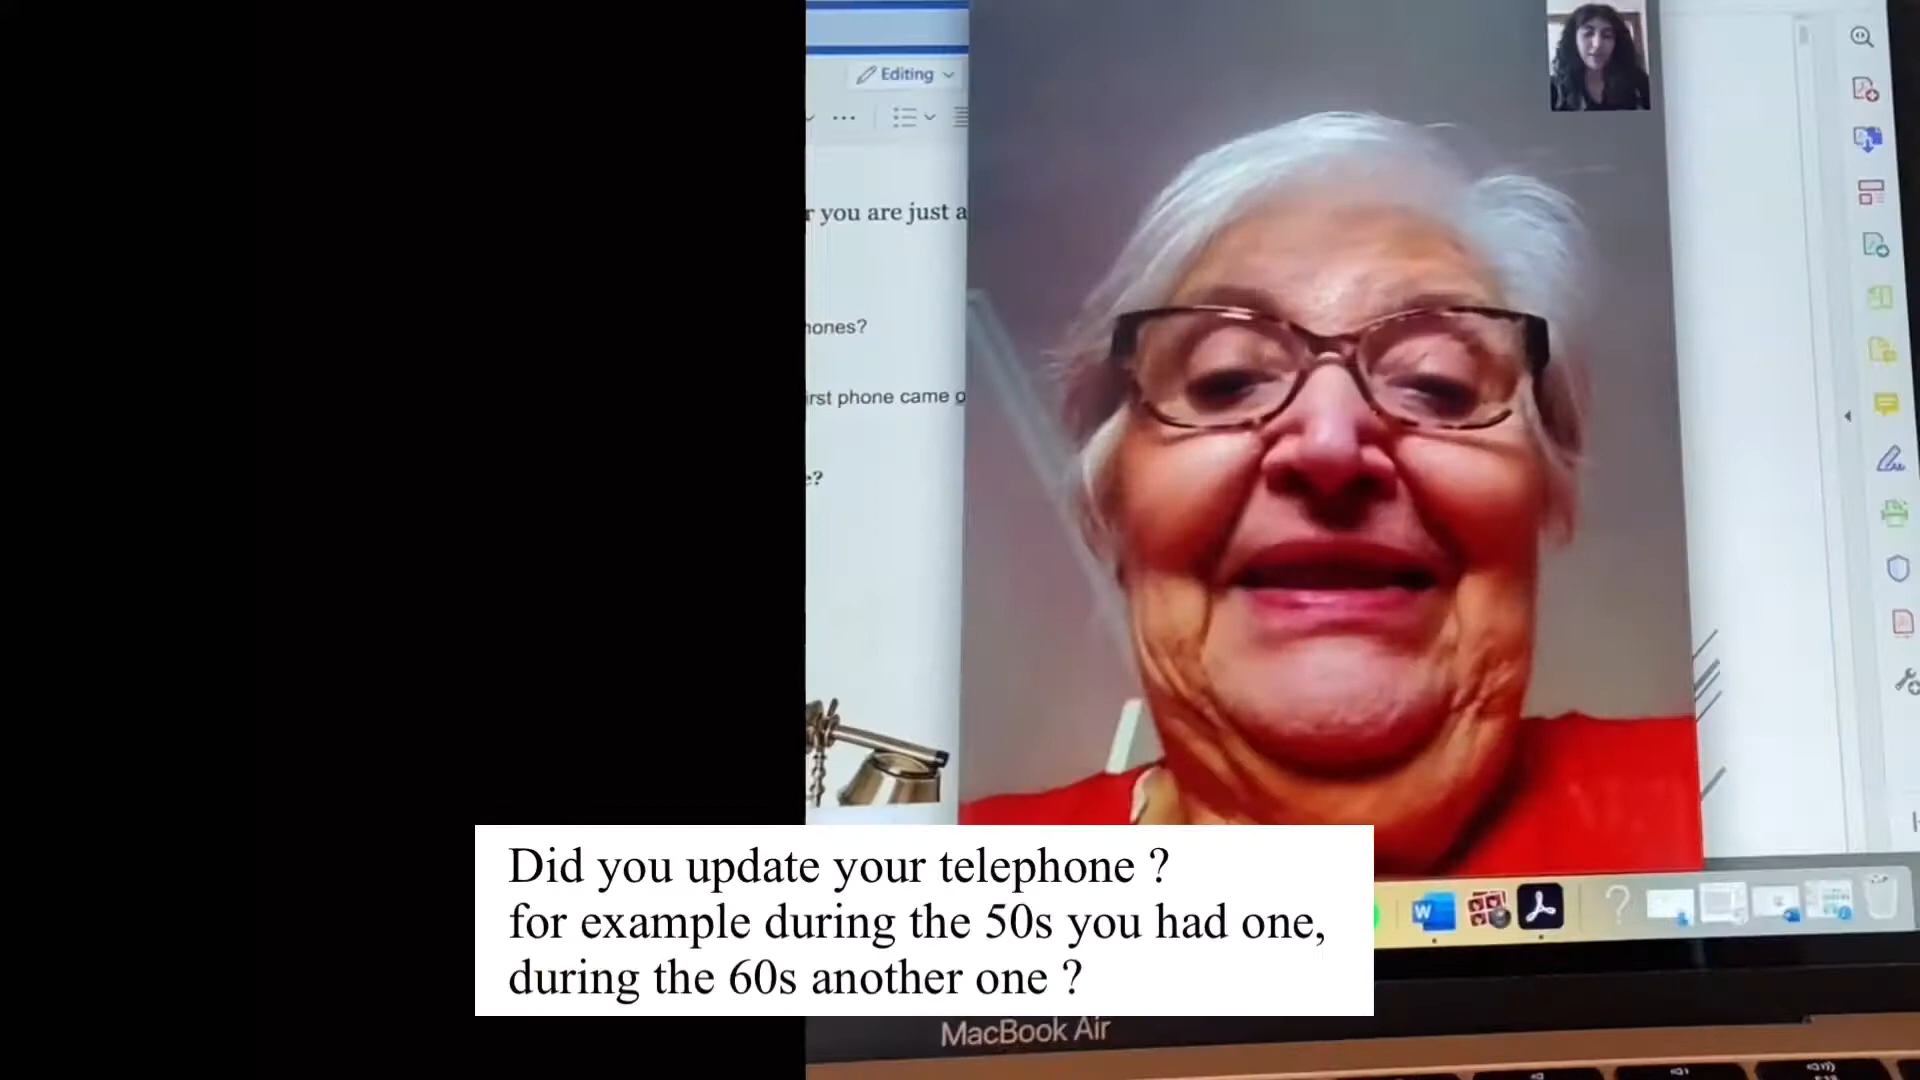 Editing
r you are just a
hones?
irst phone came o
e?
W
Did you update your telephone ?
for example during the 50s you had one,
during the 60s another one ?
MacBook Air